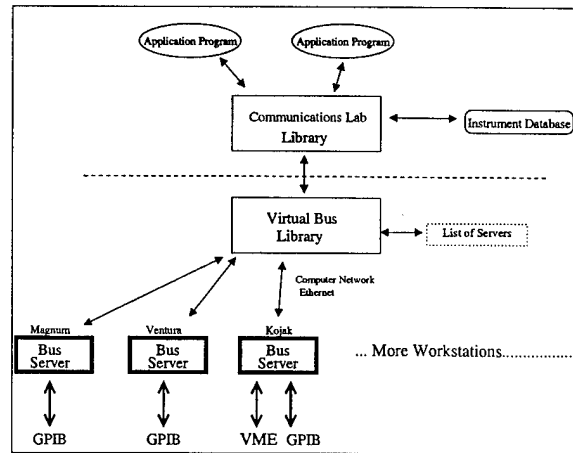 Application Program
Application Program
Communications Lab
Library
Instrument Database
Virtual Bus
Library
List of Servers
Computer Network
Ethernet
Magnum
Ventura
Kojak
Bus
Server
Bus
Server
Bus
Server
... More Workstations................
GPIB
GPIB
VME
GPIB